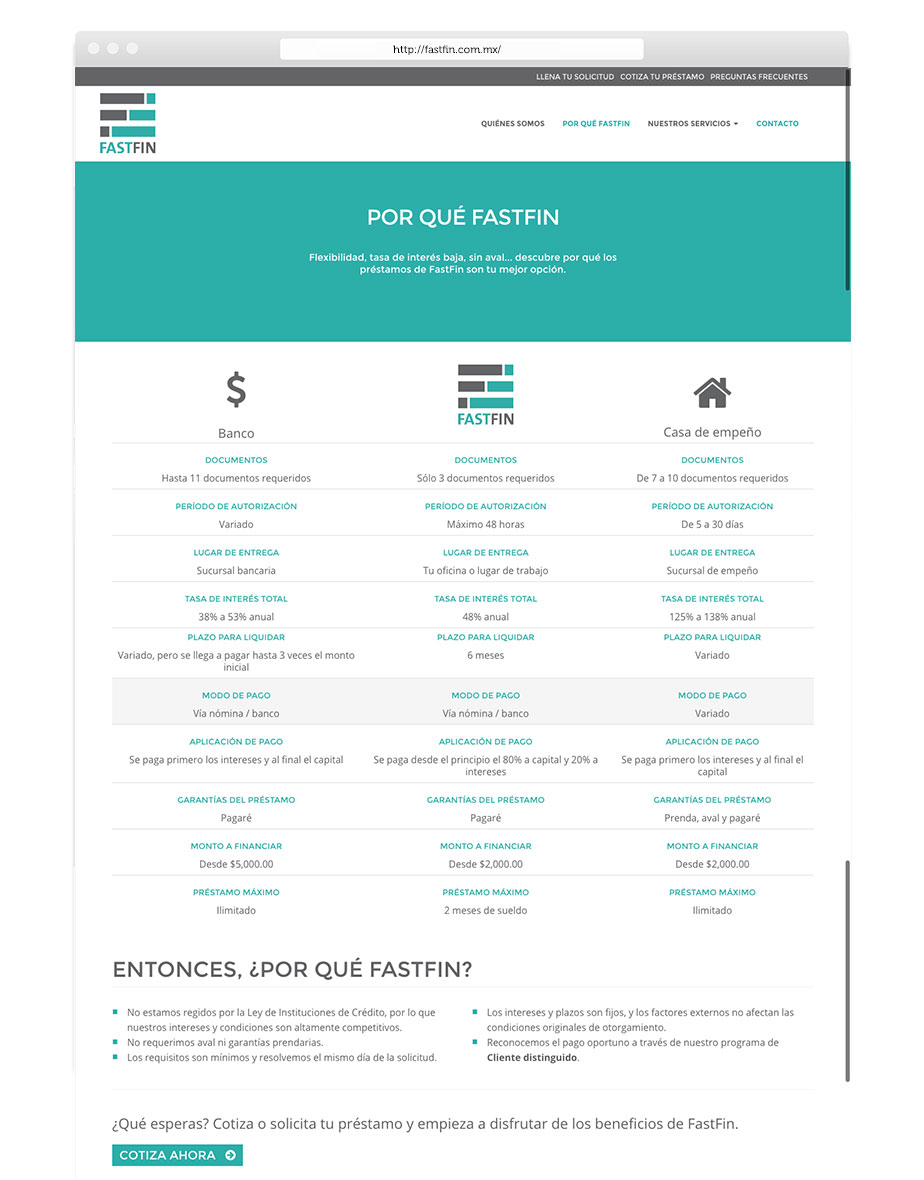 http://fastfin.com.mx/
LLENA TU SOLICITUD COTIZA TU PRÉSTAMO PREGUNTAS FRECUENTES
FASTFIN
QUIÉNES SOMOS POR QUÉ FASTFIN NUESTROS SERVICIOS CONTACTO
POR QUÉ FASTFIN
Flexibilidad, tasa de interés baja, sin aval... descubre por qué los
préstamos de FastFin son tu mejor opción.
$
Banco FASTFIN Casa de empeño
DOCUMENTOS DOCUMENTOS DOCUMENTOS
Hasta 11 documentos requeridos Sólo 3 documentos requeridos De 7 a 10 documentos requeridos
PERÍODO DE AUTORIZACIÓN PERÍODO DE AUTORIZACIÓN PERÍODO DE AUTORIZACIÓN
Variado Máximo 48 horas De 5 a 30 días
LUGAR DE ENTREGA LUGAR DE ENTREGA LUGAR DE ENTREGA
Sucursal bancaria Tu oficina o lugar de trabajo Sucursal de empeño
TASA DE INTERÉS TOTAL TASA DE INTERÉS TOTAL TASA DE INTERÉS TOTAL
38% a 53% anual 48% anual 125% a 138% anual
PLAZO PARA LIQUIDAR PLAZO PARA LIQUIDAR PLAZO PARA LIQUIDAR
Variado, pero se llega a pagar hasta 3 veces el monto 6 meses Variado
inicial
MODO DE PAGO MODO DE PAGO MODO DE PAGO
Vía nómina / banco Vía nómina / banco Variado
APLICACIÓN DE PAGO APLICACIÓN DE PAGO APLICACIÓN DE PAGO
Se paga primero los intereses y al final el capital Se paga desde el principio el 80% a capital y 20% a Se paga primero los intereses y al final el
intereses capital
GARANTÍAS DEL PRÉSTAMO GARANTÍAS DEL PRÉSTAMO GARANTÍAS DEL PRÉSTAMO
Pagaré Pagaré Prenda, aval y pagaré
MONTO A FINANCIAR MONTO A FINANCIAR MONTO A FINANCIAR
Desde $5,000.00 Desde $2,000.00 Desde $2,000.00
PRÉSTAMO MÁXIMO PRÉSTAMO MÁXIMO PRÉSTAMO MÁXIMO
Ilimitado 2 meses de sueldo Ilimitado
ENTONCES, ¿POR QUÉ FASTFIN?
No estamos regidos por la Ley de Instituciones de Crédito, por lo que
nuestros intereses y condiciones son altamente competitivos.
No requerimos aval ni garantías prendarias.
Los requisitos son mínimos y resolvemos el mismo día de la solicitud.
Los intereses y plazos son fijos, y los factores externos no afectan las
condiciones originales de otorgamiento.
Reconocemos el pago oportuno a través de nuestro programa de
Cliente distinguido.
¿Qué esperas? Cotiza o solicita tu préstamo y empieza a disfrutar de los beneficios de FastFin.
COTIZA AHORA